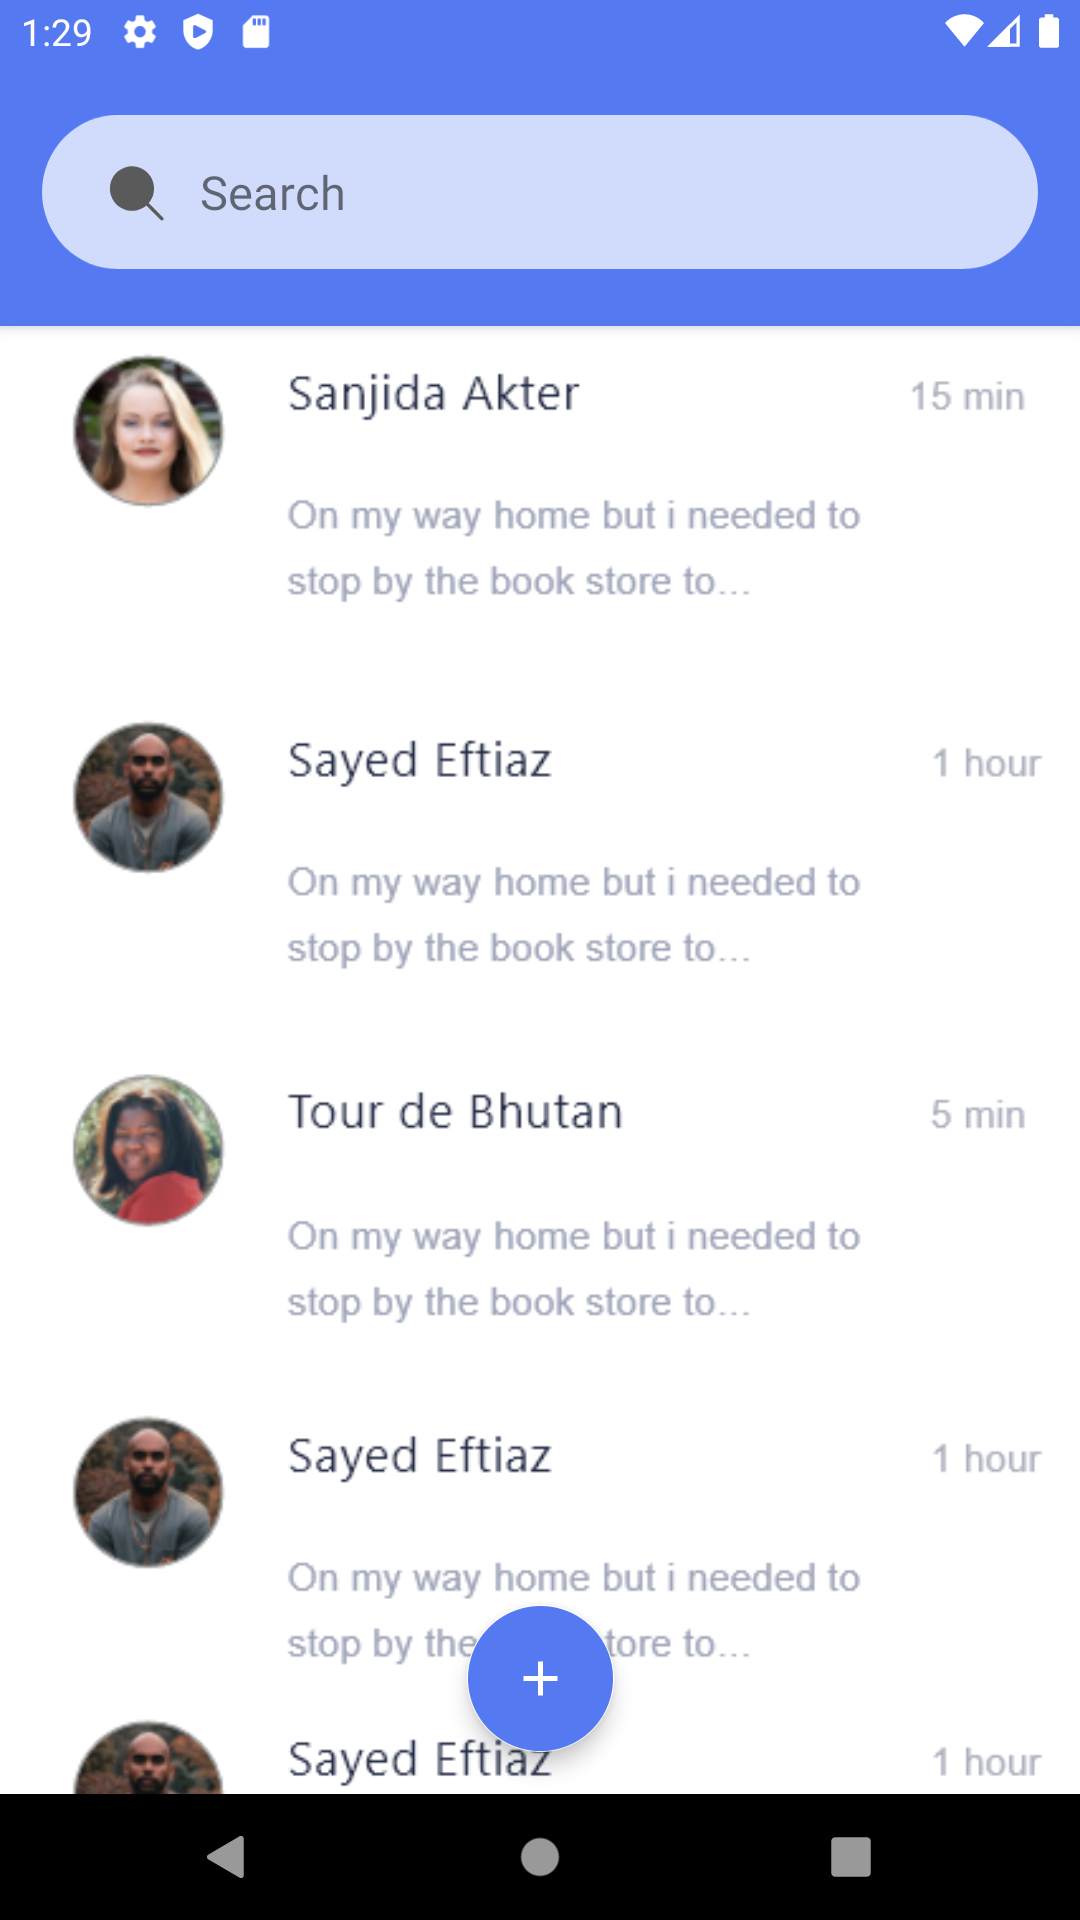 1:29
Search
Sanjida Akter
15 min
On my way home but i needed to
stop by the book store to...
Sayed Eftiaz
1 hour
On my way home but i needed to
stop by the book store to...
Tour de Bhutan
5 min
On my way home but i needed to
stop by the book store to...
Sayed Eftiaz
1 hour
On my way home but i needed to
stop by the tore to...
Sayed Eftiaz
1 hour